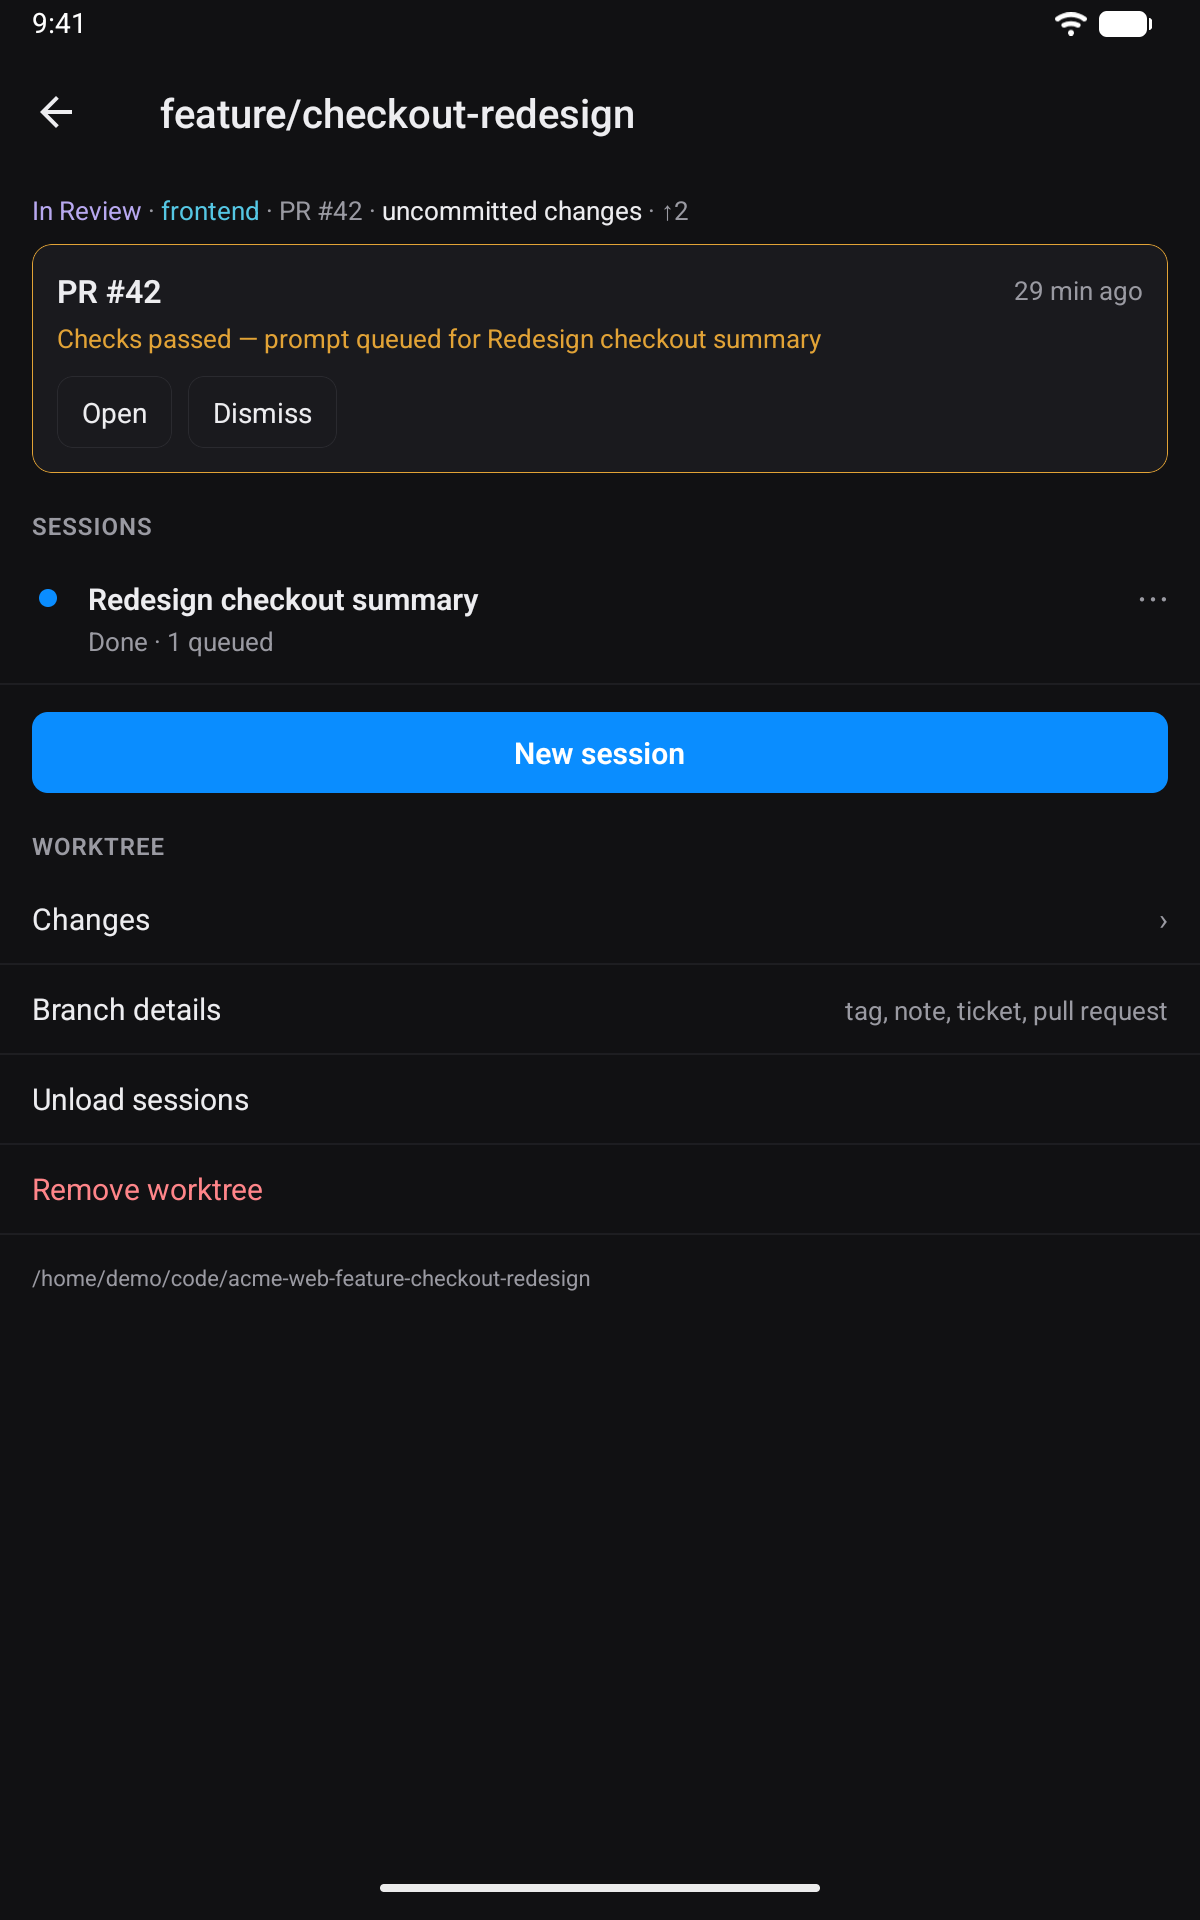 9:41
feature/checkout-redesign
In Review · frontend · PR #42 · uncommitted changes · ↑2
PR #42
29 min ago
Checks passed — prompt queued for Redesign checkout summary
Open
Dismiss
SESSIONS
Redesign checkout summary
Done · 1 queued
New session
WORKTREE
Changes
Branch details
tag, note, ticket, pull request
Unload sessions
Remove worktree
/home/demo/code/acme-web-feature-checkout-redesign